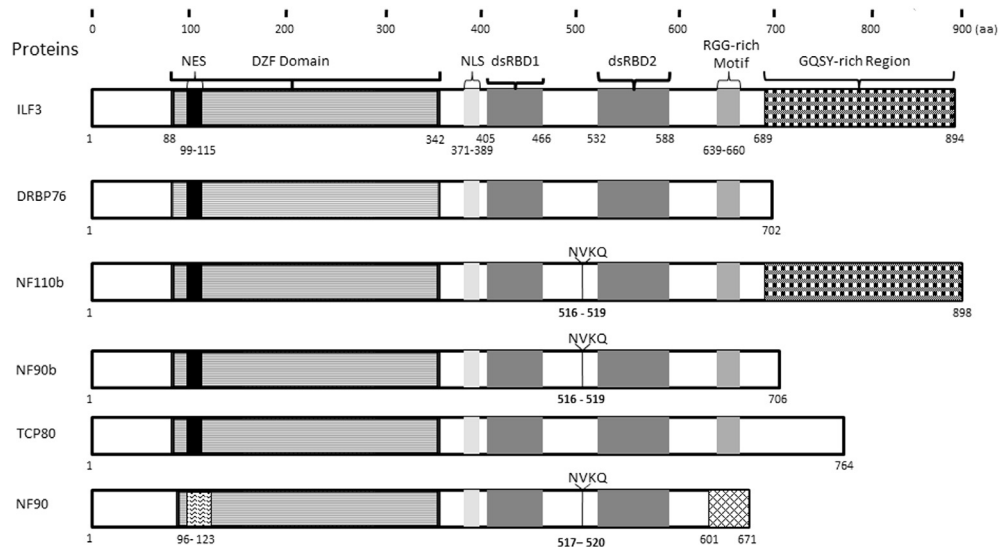 0 100 200 300 400 500 600 700 800 900 (aa)
Proteins
NES DZF Domain NLS dsRBD1 dsRBD2 RGG-rich Motif GQSY-rich Region
ILF3
1 88 342 405 466 532 588 689 894
99-115 371-389 639-660
DRBP76
1 702
NVKQ
NF110b
1 516 - 519 898
NVKQ
NF90b
1 516 - 519 706
TCP80
1 764
NVKQ
NF90
1 96- 123 517– 520 601 671